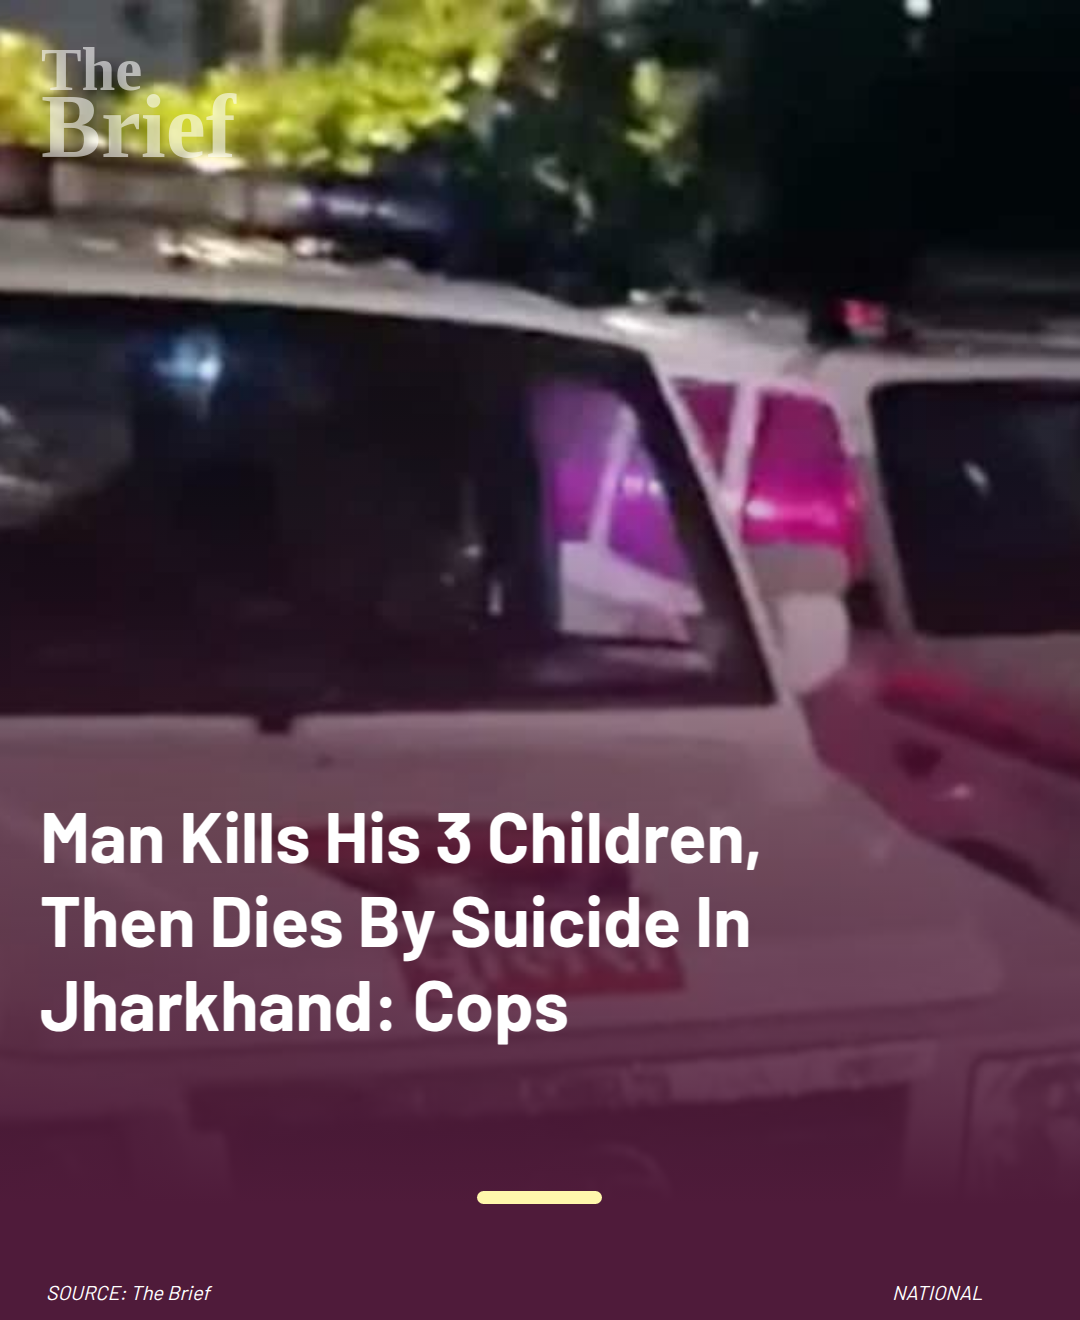 The
Brief
Man Kills His 3 Children,
Then Dies By Suicide In
Jharkhand: Cops
SOURCE: The Brief
NATIONAL